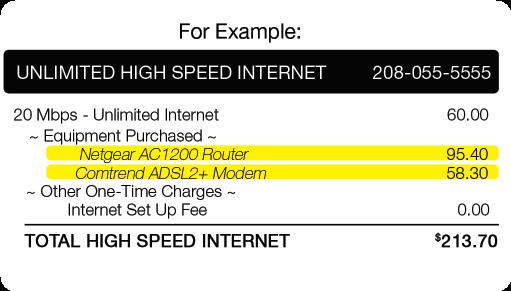 For Example:
UNLIMITED HIGH SPEED INTERNET 208-055-5555
20 Mbps - Unlimited Internet 60.00
~ Equipment Purchased ~
Netgear AC1200 Router 95.40
Comtrend ADSL2+ Modem 58.30
~ Other One-Time Charges ~
Internet Set Up Fee 0.00
TOTAL HIGH SPEED INTERNET $213.70